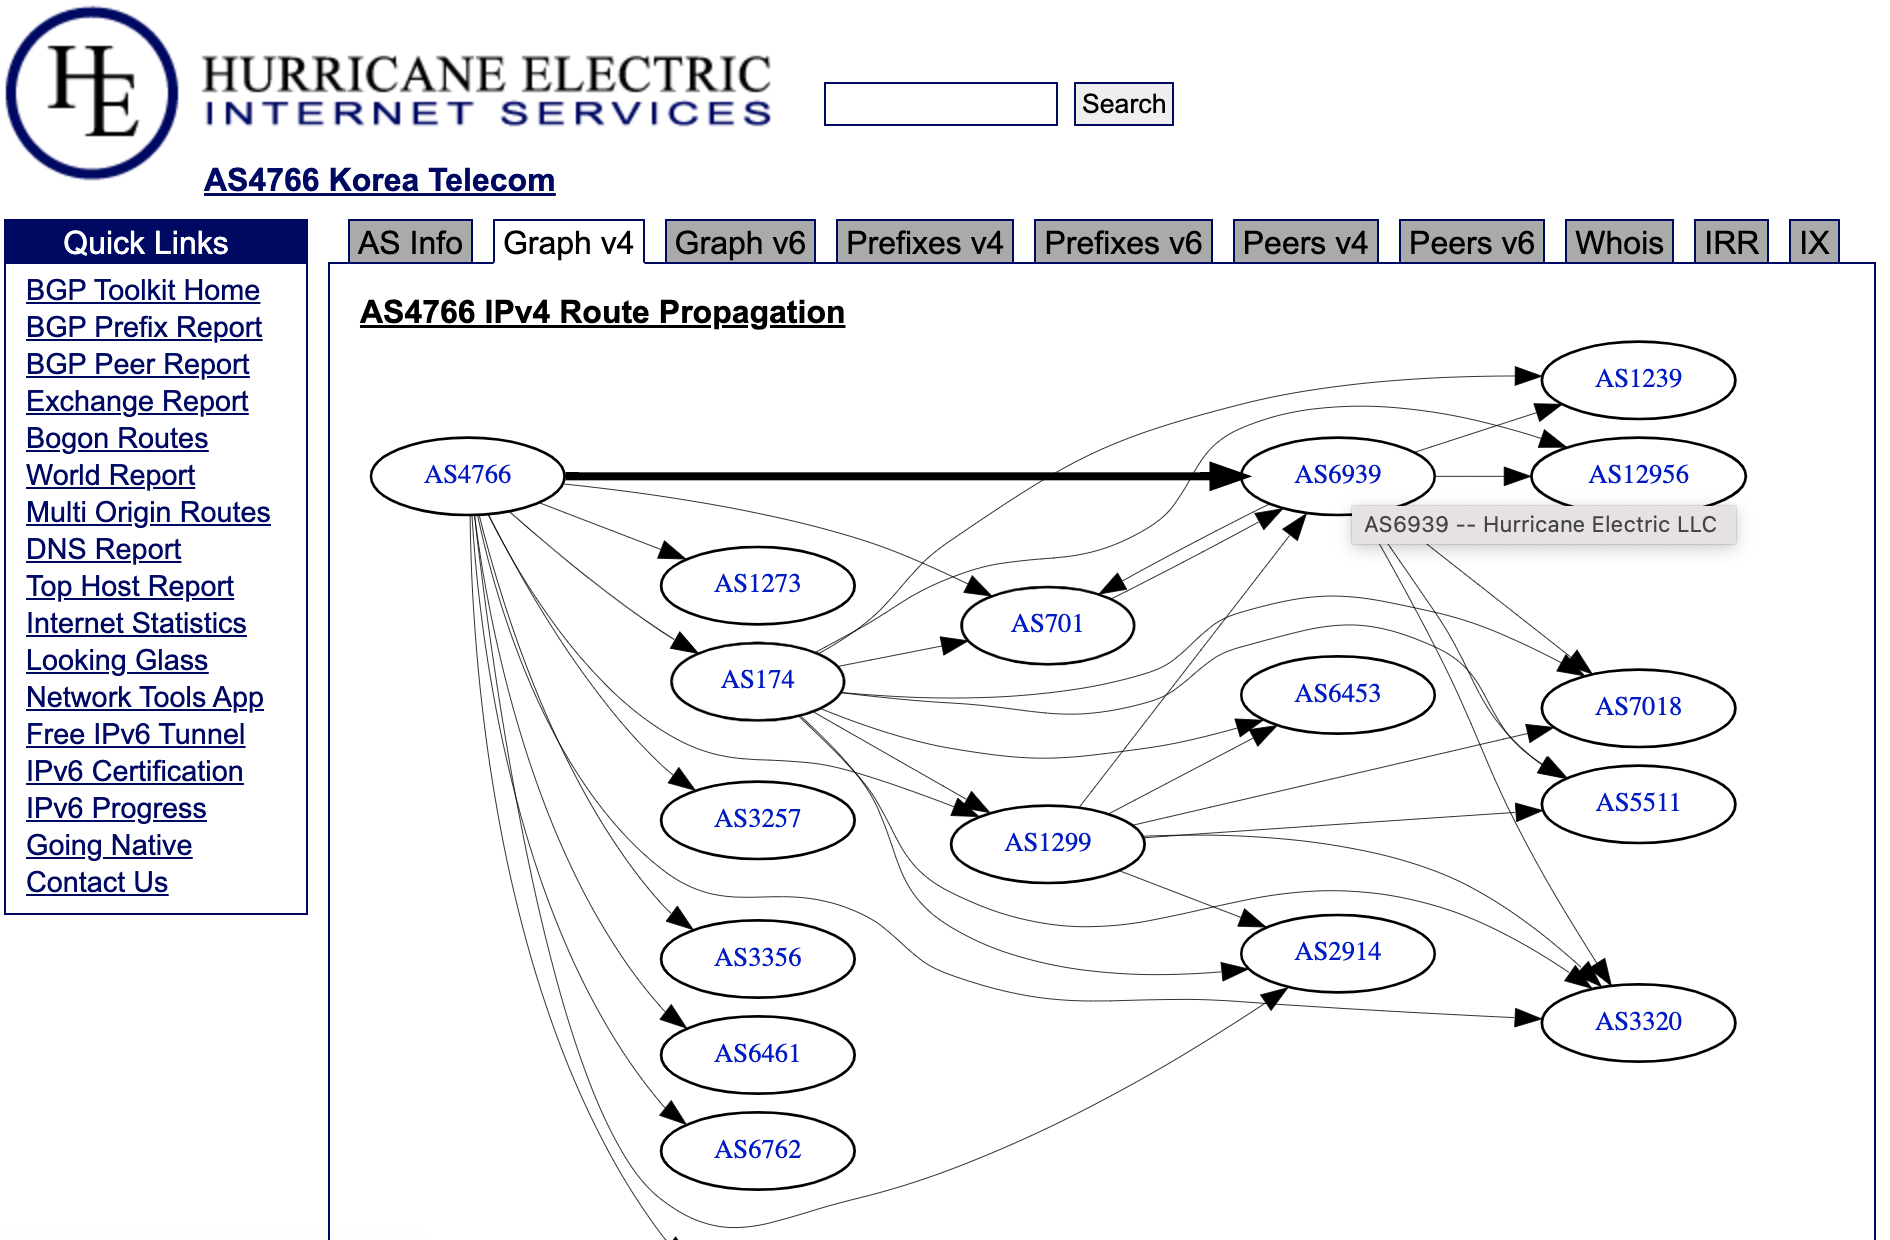 HE
HURRICANE ELECTRIC
INTERNET SERVICES
Search
AS4766 Korea Telecom
Quick Links
BGP Toolkit Home
BGP Prefix Report
BGP Peer Report
Exchange Report
Bogon Routes
World Report
Multi Origin Routes
DNS Report
Top Host Report
Internet Statistics
Looking Glass
Network Tools App
Free IPv6 Tunnel
IPv6 Certification
IPv6 Progress
Going Native
Contact Us
AS Info Graph v4 Graph v6 Prefixes v4 Prefixes v6 Peers v4 Peers v6 Whois IRR IX
AS4766 IPv4 Route Propagation
AS1239
AS4766 AS6939 AS12956
AS6939 -- Hurricane Electric LLC
AS1273
AS701
AS174
AS6453
AS7018
AS5511
AS3257
AS1299
AS3356
AS2914
AS3320
AS6461
AS6762